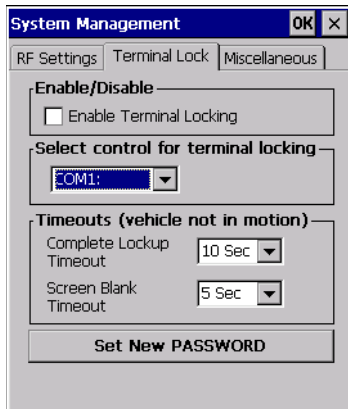 System Management OK ×
RF Settings Terminal Lock Miscellaneous
Enable/Disable
Enable Terminal Locking
Select control for terminal locking
COM1:
Timeouts (vehicle not in motion)
Complete Lockup Timeout 10 Sec
Screen Blank Timeout 5 Sec
Set New PASSWORD